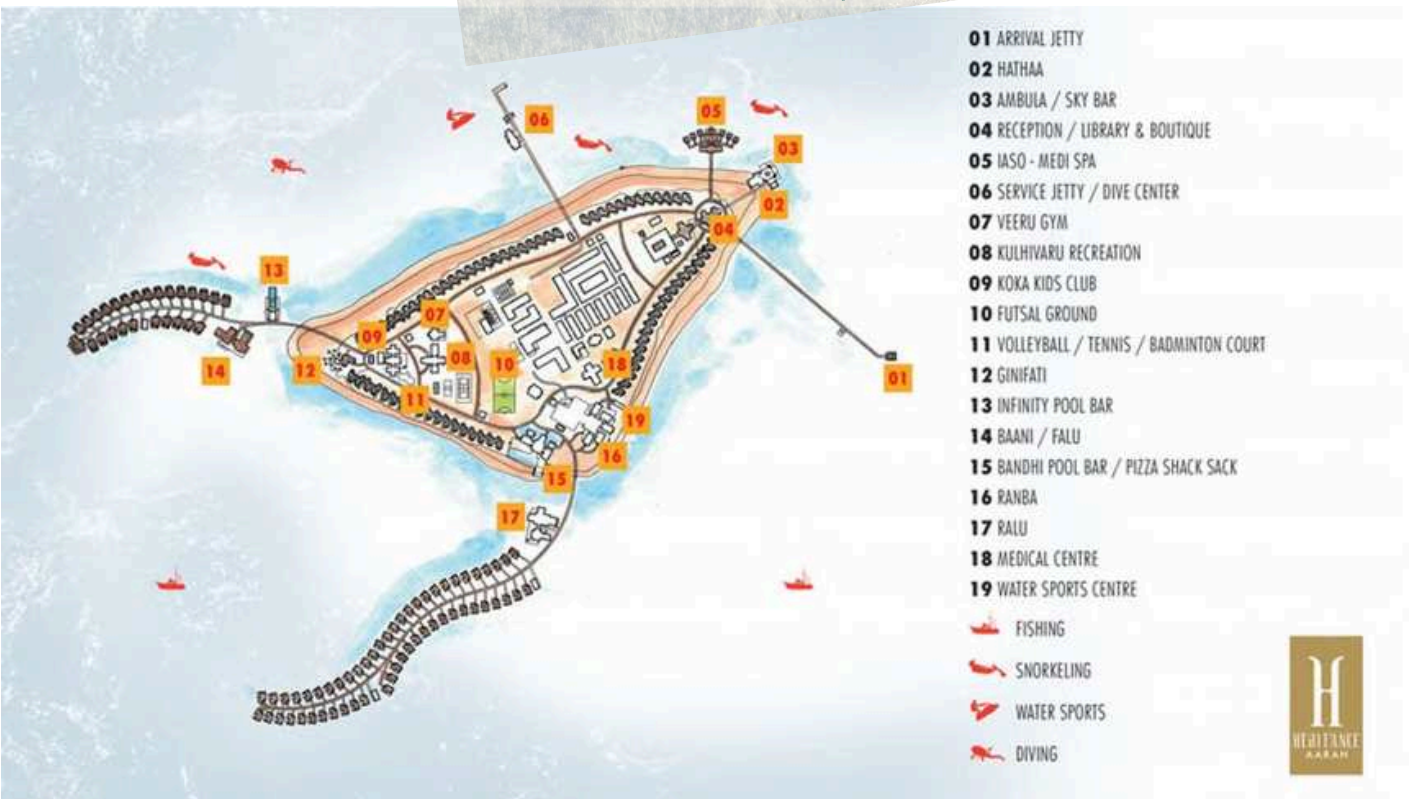 01 ARRIVAL JETTY
02 HATHAA
03 AMBULA / SKY BAR
04 RECEPTION / LIBRARY & BOUTIQUE
05 IASO - MEDI SPA
06 SERVICE JETTY / DIVE CENTER
07 VEERU GYM
08 KULHIVARU RECREATION
09 KOKA KIDS CLUB
10 FUTSAL GROUND
11 VOLLEYBALL / TENNIS / BADMINTON COURT
12 GINIFATI
13 INFINITY POOL BAR
14 BAANI / FALU
15 BANDHI POOL BAR / PIZZA SHACK SACK
16 RANBA
17 RALU
18 MEDICAL CENTRE
19 WATER SPORTS CENTRE
FISHING
SNORKELING
WATER SPORTS
DIVING
06
05
03
02
04
13
07
09
08
10
18
14
12
11
01
19
16
15
17
H
HERITANCE
AARAH